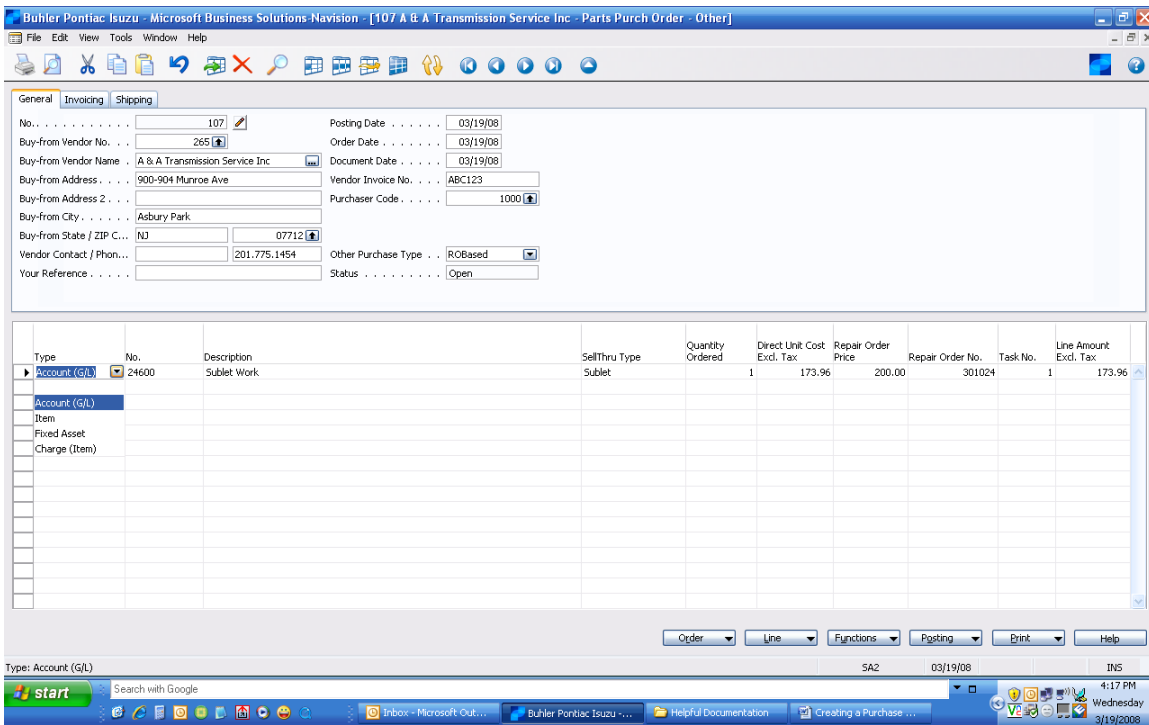 Buhler Pontiac Isuzu - Microsoft Business Solutions-Navision - [107 A & A Transmission Service Inc - Parts Purch Order - Other]
File Edit View Tools Window Help
General Invoicing Shipping
No. . . . . . . . . . . . 107 Posting Date . . . . . . 03/19/08
Buy-from Vendor No. . . 265 Order Date . . . . . . . 03/19/08
Buy-from Vendor Name . A & A Transmission Service Inc Document Date . . . . . 03/19/08
Buy-from Address . . . . 900-904 Munroe Ave Vendor Invoice No. . . . ABC123
Buy-from Address 2 . . . Purchaser Code . . . . . 1000
Buy-from City . . . . . . Asbury Park
Buy-from State / ZIP C... NJ 07712
Vendor Contact / Phon... 201.775.1454 Other Purchase Type . . ROBased
Your Reference . . . . . Status . . . . . . . . . Open
Type No. Description SellThru Type Quantity Ordered Direct Unit Cost Excl. Tax Repair Order Price Repair Order No. Task No. Line Amount Excl. Tax
Account (G/L) 24600 Sublet Work Sublet 1 173.96 200.00 301024 1 173.96
Account (G/L)
Item
Fixed Asset
Charge (Item)
Order Line Functions Posting Print Help
Type: Account (G/L) SA2 03/19/08 INS
start Search with Google 4:17 PM
Wednesday
Inbox - Microsoft Out... Buhler Pontiac Isuzu -... Helpful Documentation Creating a Purchase ...
3/19/2008